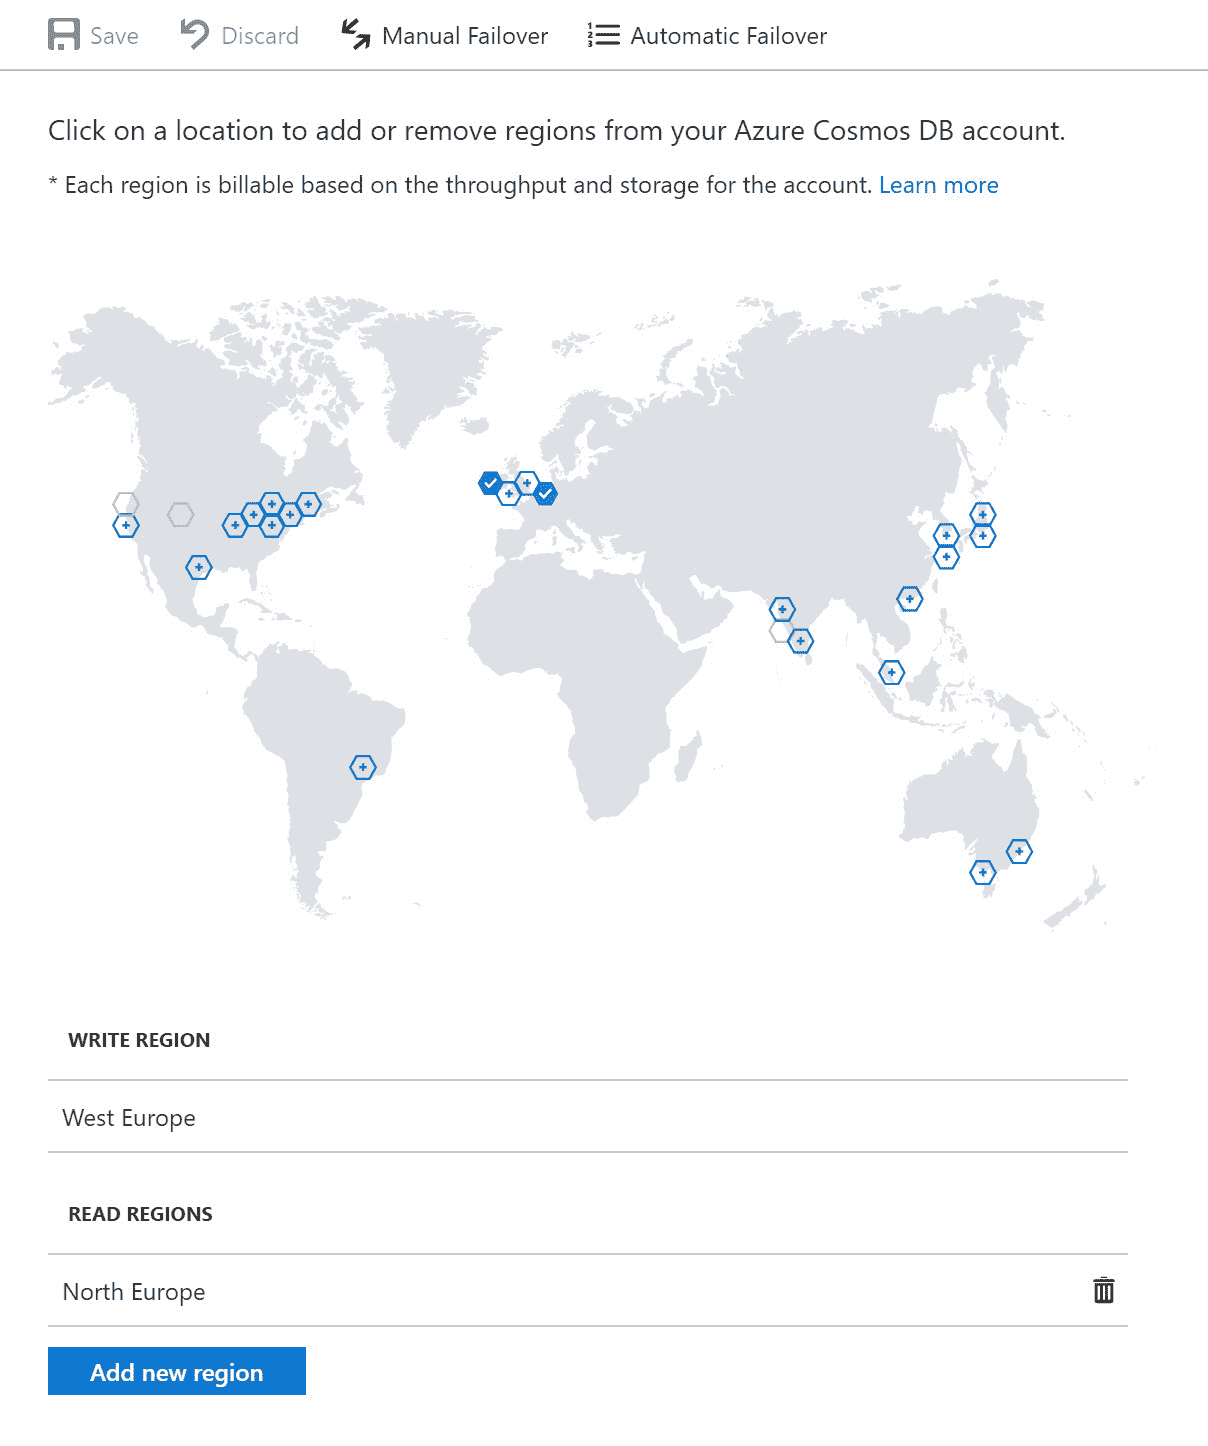 Save Discard Manual Failover Automatic Failover
Click on a location to add or remove regions from your Azure Cosmos DB account.
* Each region is billable based on the throughput and storage for the account. Learn more
WRITE REGION
West Europe
READ REGIONS
North Europe
Add new region